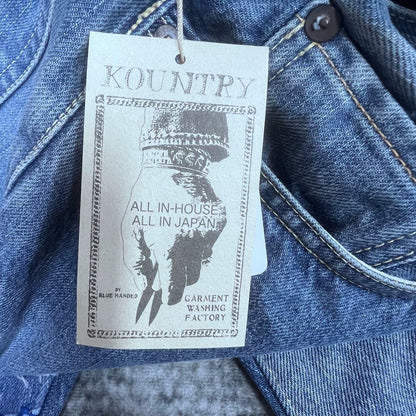 KOUNTRY
ALL IN-HOUSE,
ALL IN JAPAN
BY
BLUE HANDED
GARMENT
WASHING
FACTORY